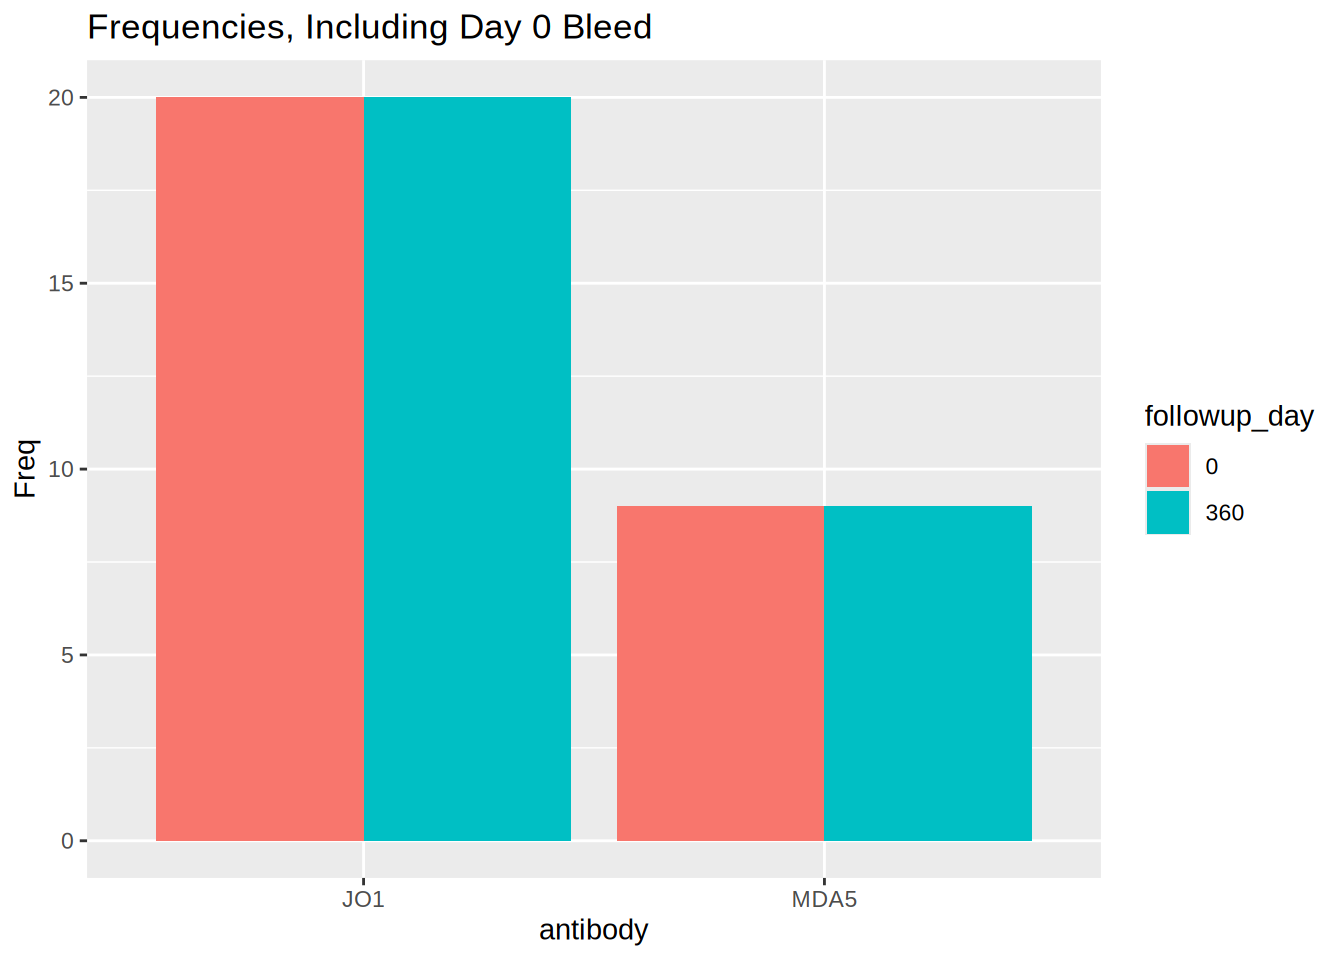 Frequencies, Including Day 0 Bleed
20
15
10
5
0
Freq
JO1
MDA5
antibody
followup_day
0
360